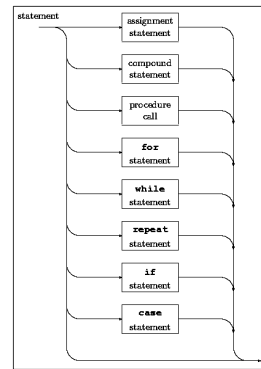 statement
assignment
statement
compound
statement
procedure
call
for
statement
while
statement
repeat
statement
if
statement
case
statement